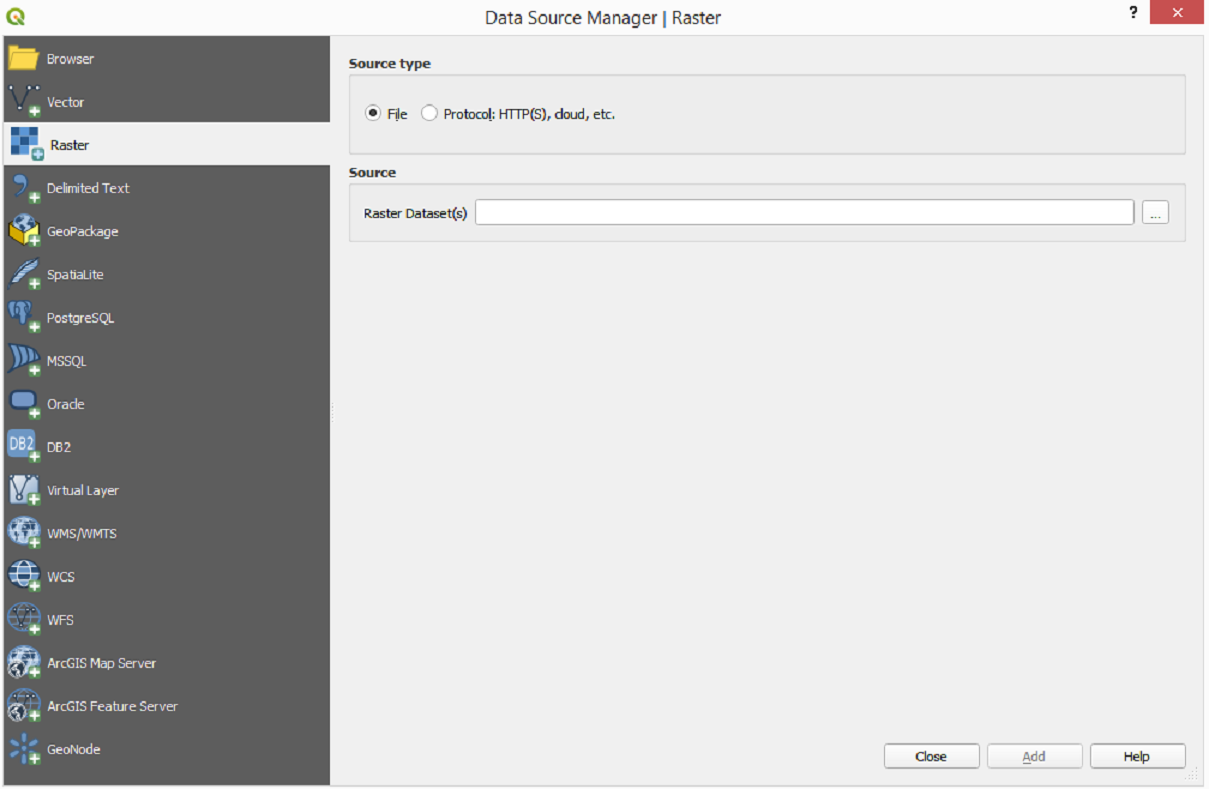 Data Source Manager | Raster
?
Browser
Vector
Raster
Delimited Text
GeoPackage
SpatiaLite
PostgreSQL
MSSQL
Oracle
DB2 DB2
Virtual Layer
WMS/WMTS
WCS
WFS
ArcGIS Map Server
ArcGIS Feature Server
GeoNode
Source type
File Protocol: HTTP(S), cloud, etc.
Source
Raster Dataset(s) ...
Close Add Help